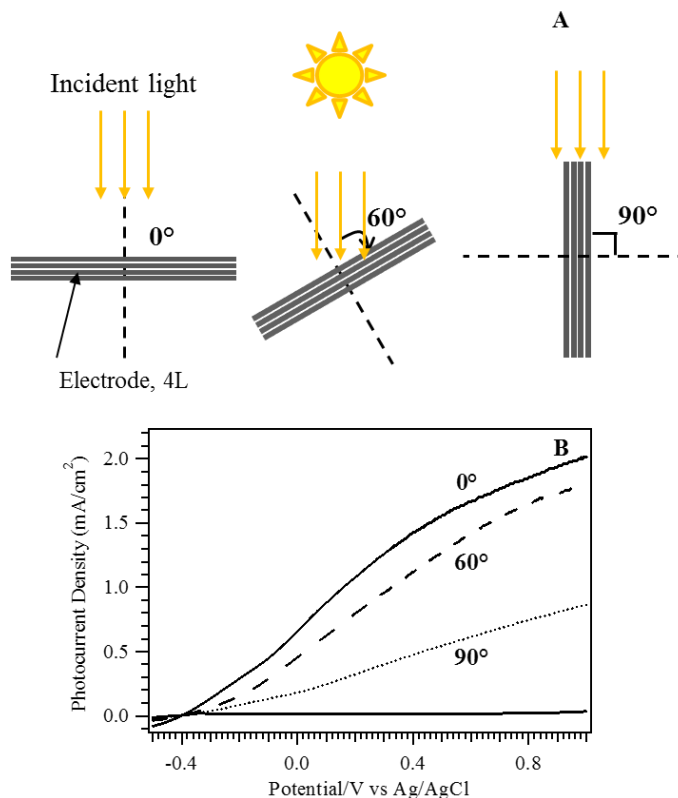 A
Incident light
0°
60°
90°
Electrode, 4L
B
0°
60°
90°
2.0
1.5
1.0
0.5
0.0
-0.4
0.0
0.4
0.8
Photocurrent Density (mA/cm²)
Potential/V vs Ag/AgCl